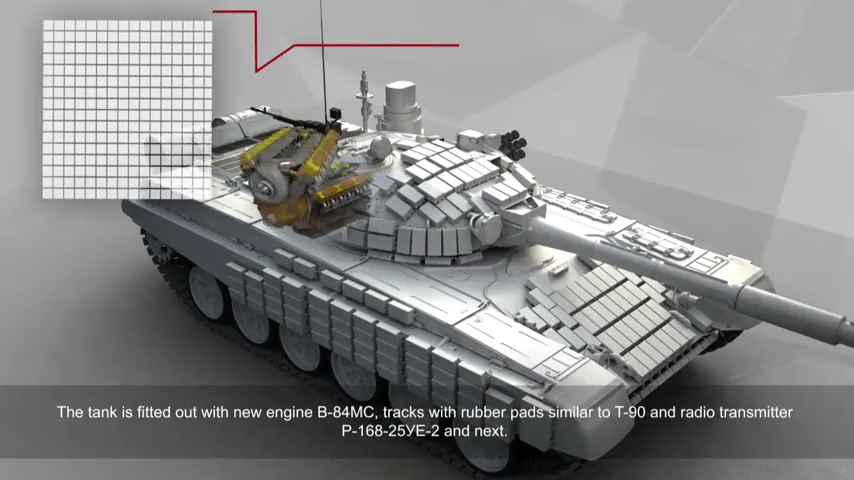 The tank is fitted out with new engine B-84MC, tracks with rubber pads similar to T-90 and radio transmitter
P-168-25УЕ-2 and next.